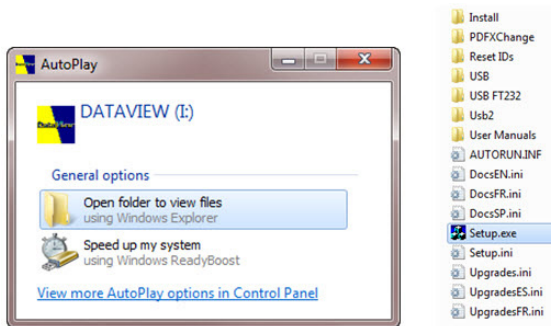 AutoPlay
DATAVIEW (I:)
DataView
General options
Open folder to view files
using Windows Explorer
Speed up my system
using Windows ReadyBoost
View more AutoPlay options in Control Panel
Install
PDFXChange
Reset IDs
USB
USB FT232
Usb2
User Manuals
AUTORUN.INF
DocsEN.ini
DocsFR.ini
DocsSP.ini
Setup.exe
Setup.ini
Upgrades.ini
UpgradesES.ini
UpgradesFR.ini